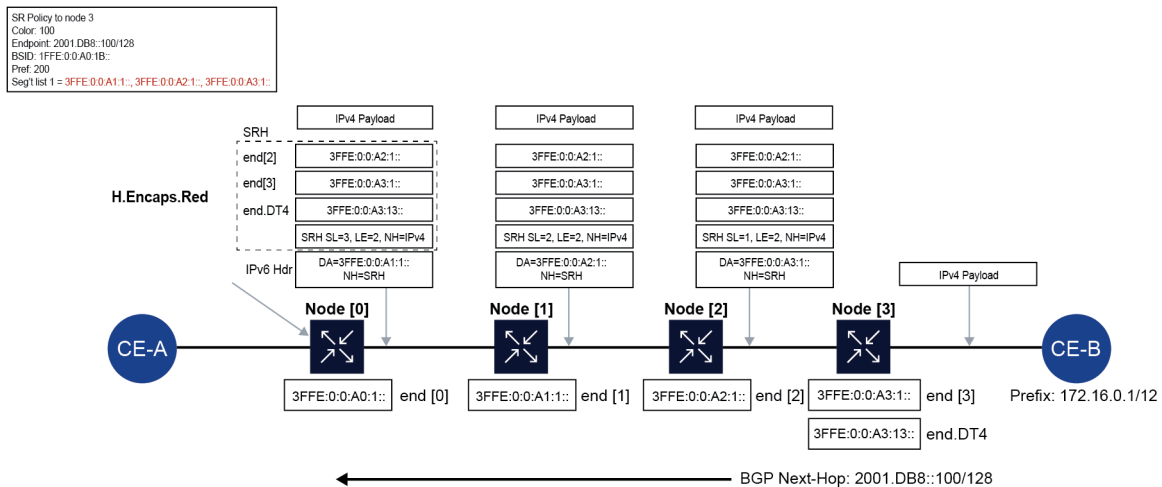 SR Policy to node 3
Color: 100
Endpoint: 2001.DB8::100/128
BSID: 1FFE:0:0:A0:1B::
Pref: 200
Seg't list 1 = 3FFE:0:0:A1:1::, 3FFE:0:0:A2:1::, 3FFE:0:0:A3:1::
H.Encaps.Red
SRH
end[2]
end[3]
end.DT4
IPv6 Hdr
IPv4 Payload
3FFE:0:0:A2:1::
3FFE:0:0:A3:1::
3FFE:0:0:A3:13::
SRH SL=3, LE=2, NH=IPv4
DA=3FFE:0:0:A1:1::
NH=SRH
IPv4 Payload
3FFE:0:0:A2:1::
3FFE:0:0:A3:1::
3FFE:0:0:A3:13::
SRH SL=2, LE=2, NH=IPv4
DA=3FFE:0:0:A2:1::
NH=SRH
IPv4 Payload
3FFE:0:0:A2:1::
3FFE:0:0:A3:1::
3FFE:0:0:A3:13::
SRH SL=1, LE=2, NH=IPv4
DA=3FFE:0:0:A3:1::
NH=SRH
IPv4 Payload
CE-A
Node [0]
Node [1]
Node [2]
Node [3]
CE-B
3FFE:0:0:A0:1:: end [0]
3FFE:0:0:A1:1:: end [1]
3FFE:0:0:A2:1:: end [2]
3FFE:0:0:A3:1:: end [3]
3FFE:0:0:A3:13:: end.DT4
Prefix: 172.16.0.1/12
BGP Next-Hop: 2001.DB8::100/128